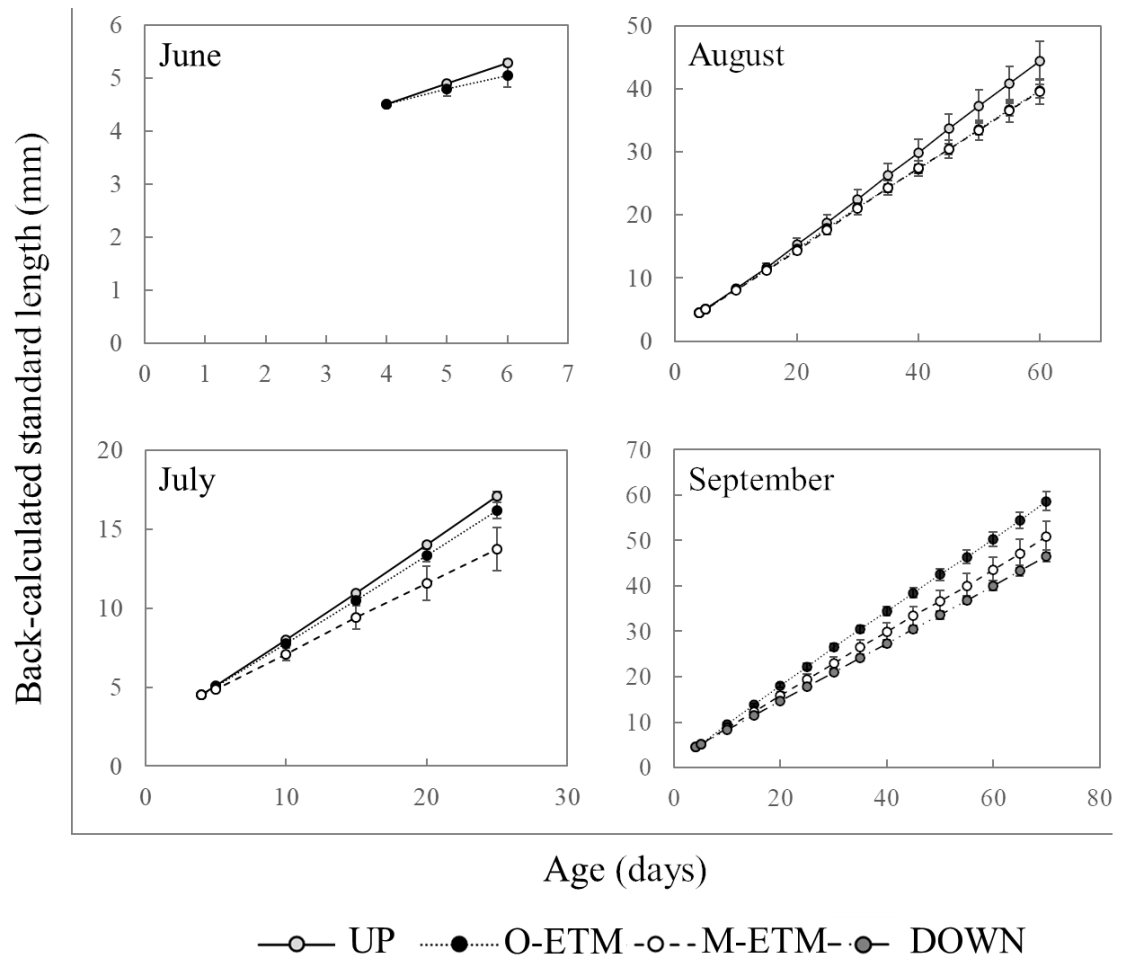 Back-calculated standard length (mm)
June
6
5
4
3
2
1
0
0 1 2 3 4 5 6 7
August
50
40
30
20
10
0
0 20 40 60
July
20
15
10
5
0
0 10 20 30
September
70
60
50
40
30
20
10
0
0 20 40 60 80
Age (days)
UP O-ETM M-ETM DOWN